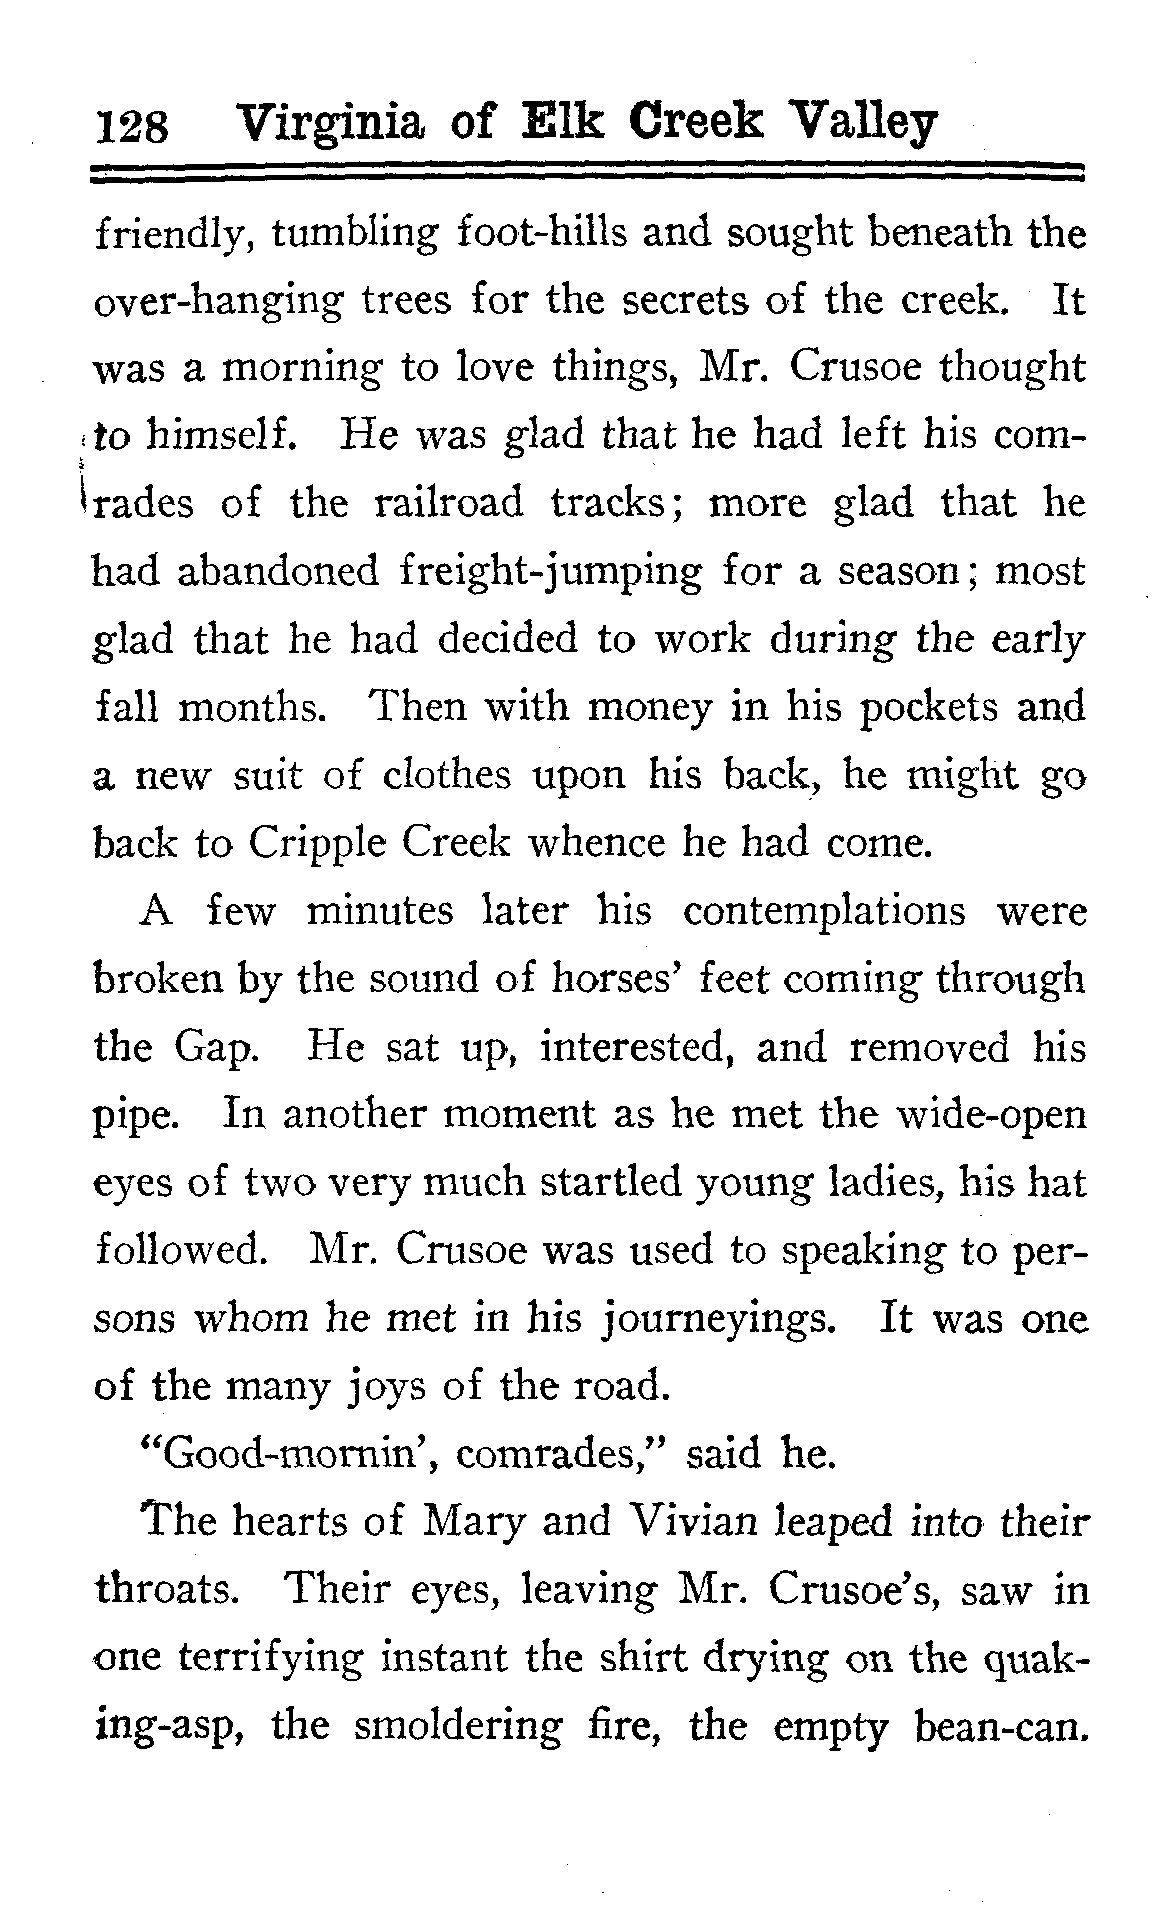 128 Virginia of Elk Creek Valley
friendly, tumbling foot-hills and sought beneath the
over-hanging trees for the secrets of the creek. It
was a morning to love things, Mr. Crusoe thought
to himself. He was glad that he had left his com-
rades of the railroad tracks; more glad that he
had abandoned freight-jumping for a season; most
glad that he had decided to work during the early
fall months. Then with money in his pockets and
a new suit of clothes upon his back, he might go
back to Cripple Creek whence he had come.
A few minutes later his contemplations were
broken by the sound of horses' feet coming through
the Gap. He sat up, interested, and removed his
pipe. In another moment as he met the wide-open
eyes of two very much startled young ladies, his hat
followed. Mr. Crusoe was used to speaking to per-
sons whom he met in his journeyings. It was one
of the many joys of the road.
"Good-mornin', comrades," said he.
The hearts of Mary and Vivian leaped into their
throats. Their eyes, leaving Mr. Crusoe's, saw in
one terrifying instant the shirt drying on the quak-
ing-asp, the smoldering fire, the empty bean-can.